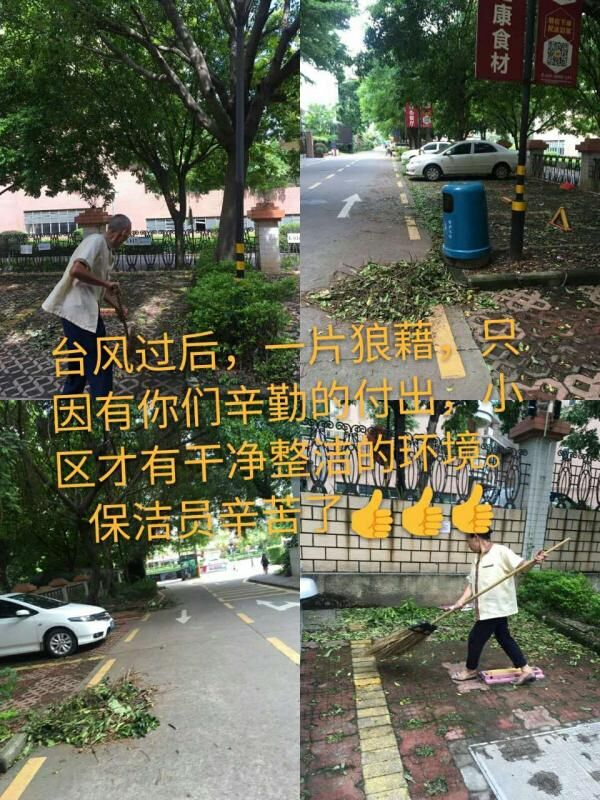 康食材
台风过后，一片狼藉，只
因有你们辛勤的付出，小
区才有干净整洁的环境。
保洁员辛苦了👍👍👍